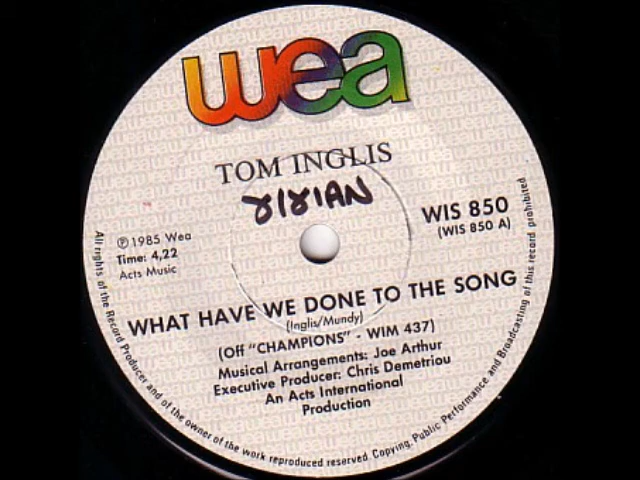 wea
TOM INGLIS
VIVIAN
WIS 850
(WIS 850 A)
℗ 1985 Wea
Time: 4,22
Acts Music
WHAT HAVE WE DONE TO THE SONG
(Inglis/Mundy)
(Off "CHAMPIONS" - WIM 437)
Musical Arrangements: Joe Arthur
Executive Producer: Chris Demetriou
An Acts International
Production
All rights of the Record Producer and of the owner of the work reproduced reserved. Copying, Public Performance and Broadcasting of this record prohibited.